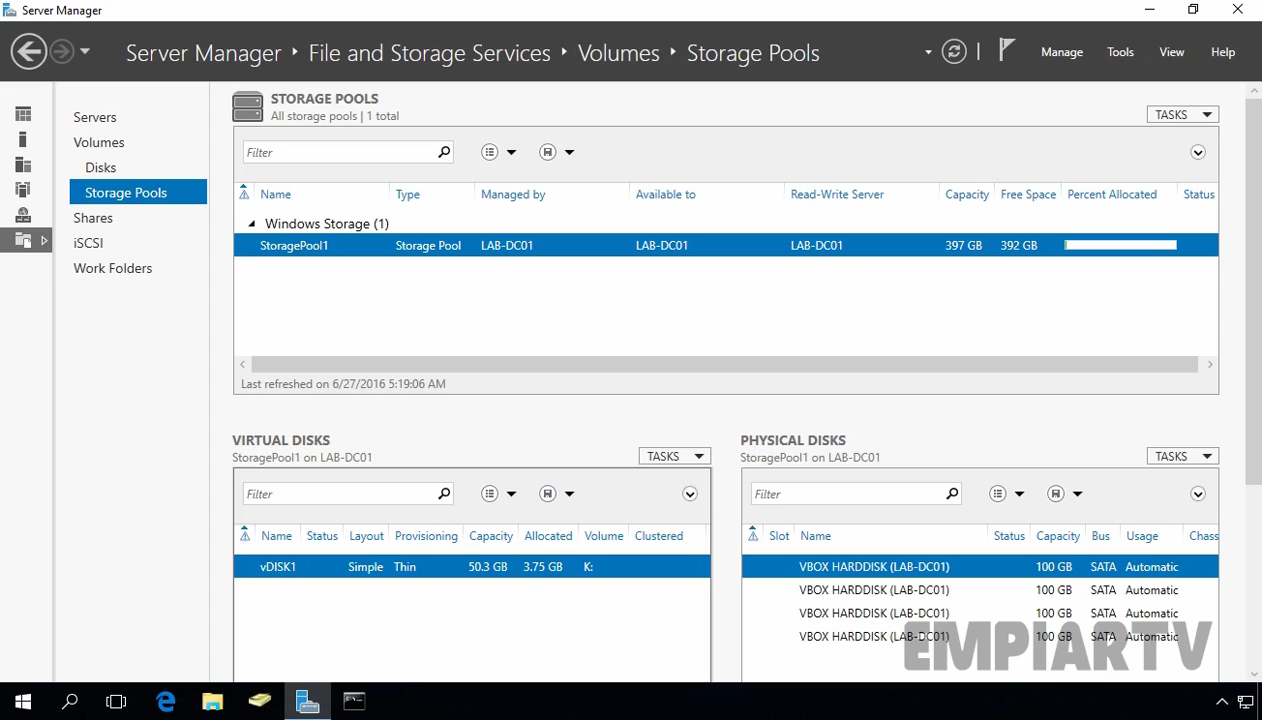 Server Manager
Server Manager ‣ File and Storage Services ‣ Volumes ‣ Storage Pools
Manage Tools View Help
Servers
Volumes
Disks
Storage Pools
Shares
iSCSI
Work Folders
STORAGE POOLS
All storage pools | 1 total
TASKS
Filter
Name Type Managed by Available to Read-Write Server Capacity Free Space Percent Allocated Status
Windows Storage (1)
StoragePool1 Storage Pool LAB-DC01 LAB-DC01 LAB-DC01 397 GB 392 GB
Last refreshed on 6/27/2016 5:19:06 AM
VIRTUAL DISKS
StoragePool1 on LAB-DC01
TASKS
Filter
Name Status Layout Provisioning Capacity Allocated Volume Clustered
vDISK1 Simple Thin 50.3 GB 3.75 GB K:
PHYSICAL DISKS
StoragePool1 on LAB-DC01
TASKS
Filter
Slot Name Status Capacity Bus Usage Chass
VBOX HARDDISK (LAB-DC01) 100 GB SATA Automatic
VBOX HARDDISK (LAB-DC01) 100 GB SATA Automatic
VBOX HARDDISK (LAB-DC01) 100 GB SATA Automatic
VBOX HARDDISK (LAB-DC01) 100 GB SATA Automatic
EMPIARTV